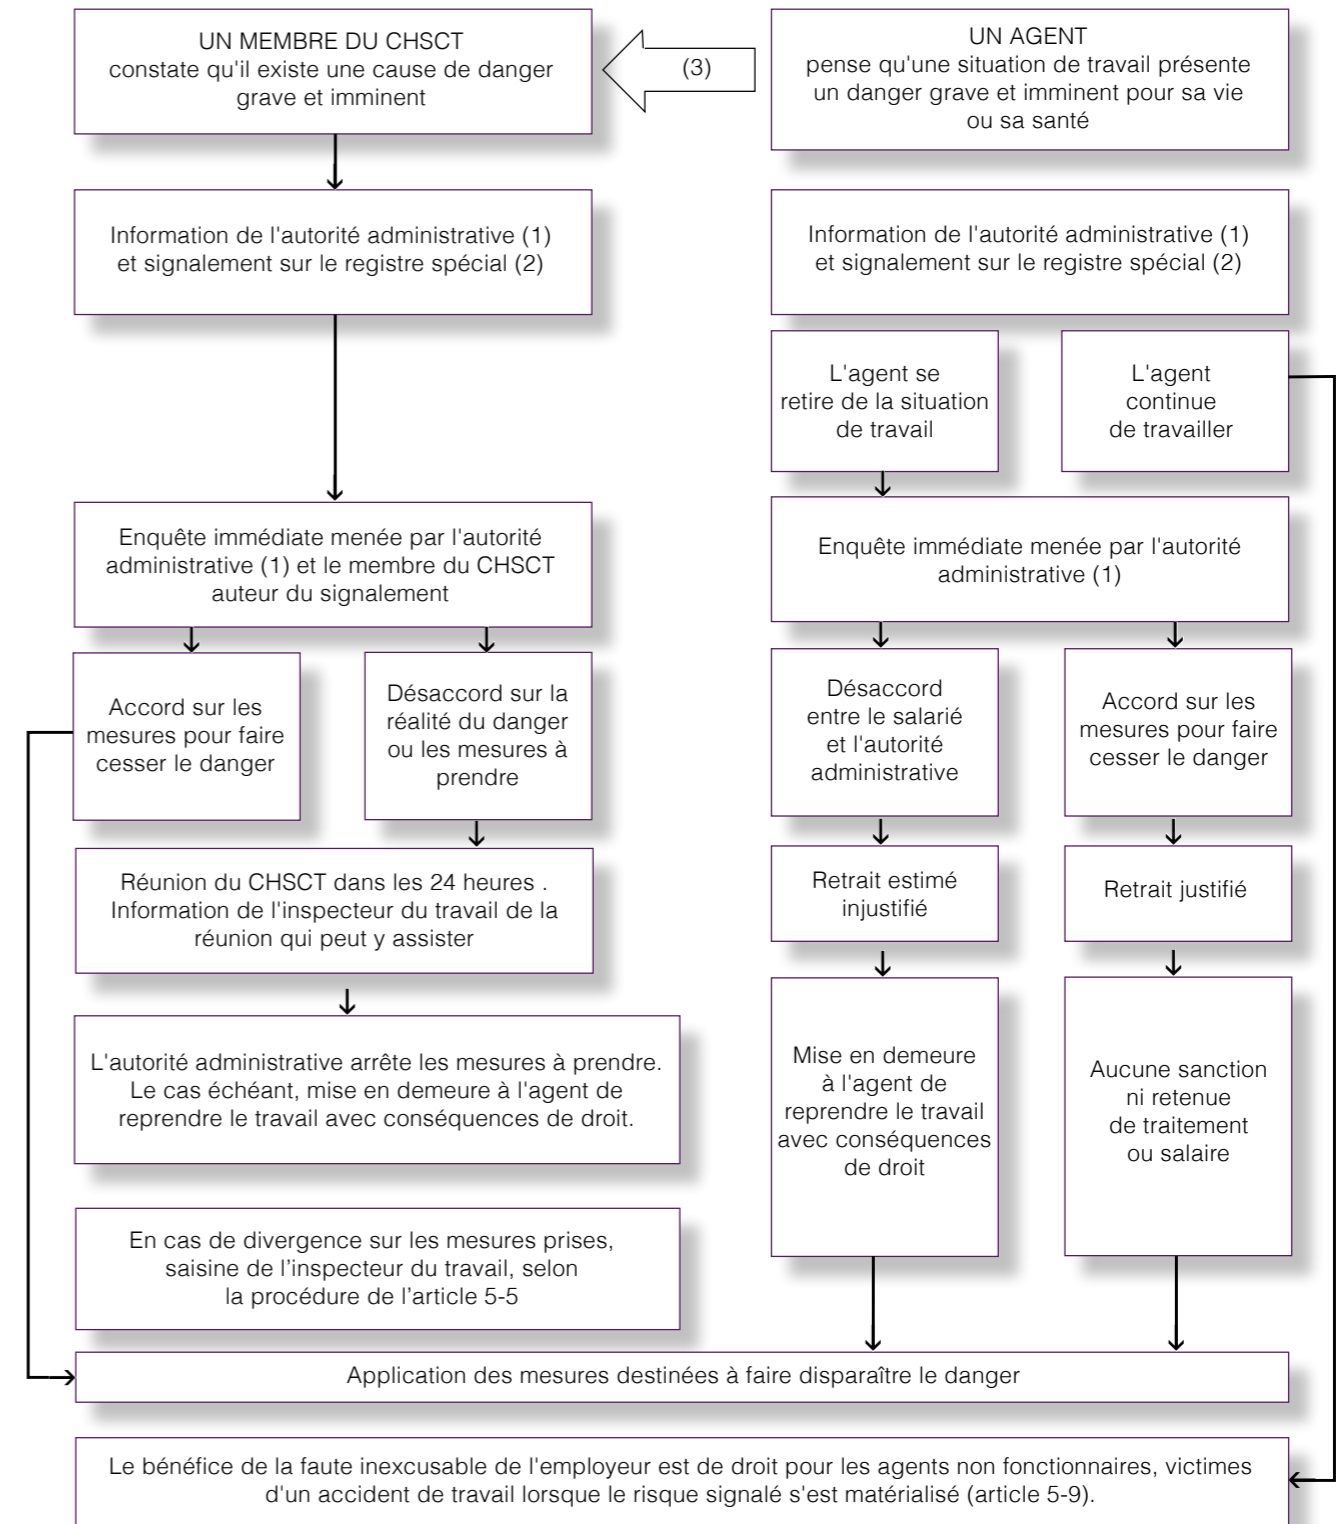 UN MEMBRE DU CHSCT
constate qu'il existe une cause de danger
grave et imminent
(3)
UN AGENT
pense qu'une situation de travail présente
un danger grave et imminent pour sa vie
ou sa santé
Information de l'autorité administrative (1)
et signalement sur le registre spécial (2)
Information de l'autorité administrative (1)
et signalement sur le registre spécial (2)
L'agent se
retire de la situation
de travail
L'agent
continue
de travailler
Enquête immédiate menée par l'autorité
administrative (1) et le membre du CHSCT
auteur du signalement
Enquête immédiate menée par l'autorité
administrative (1)
Accord sur les
mesures pour faire
cesser le danger
Désaccord sur la
réalité du danger
ou les mesures à
prendre
Désaccord
entre le salarié
et l'autorité
administrative
Accord sur les
mesures pour faire
cesser le danger
Réunion du CHSCT dans les 24 heures .
Information de l'inspecteur du travail de la
réunion qui peut y assister
Retrait estimé
injustifié
Retrait justifié
L'autorité administrative arrête les mesures à prendre.
Le cas échéant, mise en demeure à l'agent de
reprendre le travail avec conséquences de droit.
Mise en demeure
à l'agent de
reprendre le travail
avec conséquences
de droit
Aucune sanction
ni retenue
de traitement
ou salaire
En cas de divergence sur les mesures prises,
saisine de l’inspecteur du travail, selon
la procédure de l’article 5-5
Application des mesures destinées à faire disparaître le danger
Le bénéfice de la faute inexcusable de l'employeur est de droit pour les agents non fonctionnaires, victimes
d'un accident de travail lorsque le risque signalé s'est matérialisé (article 5-9).